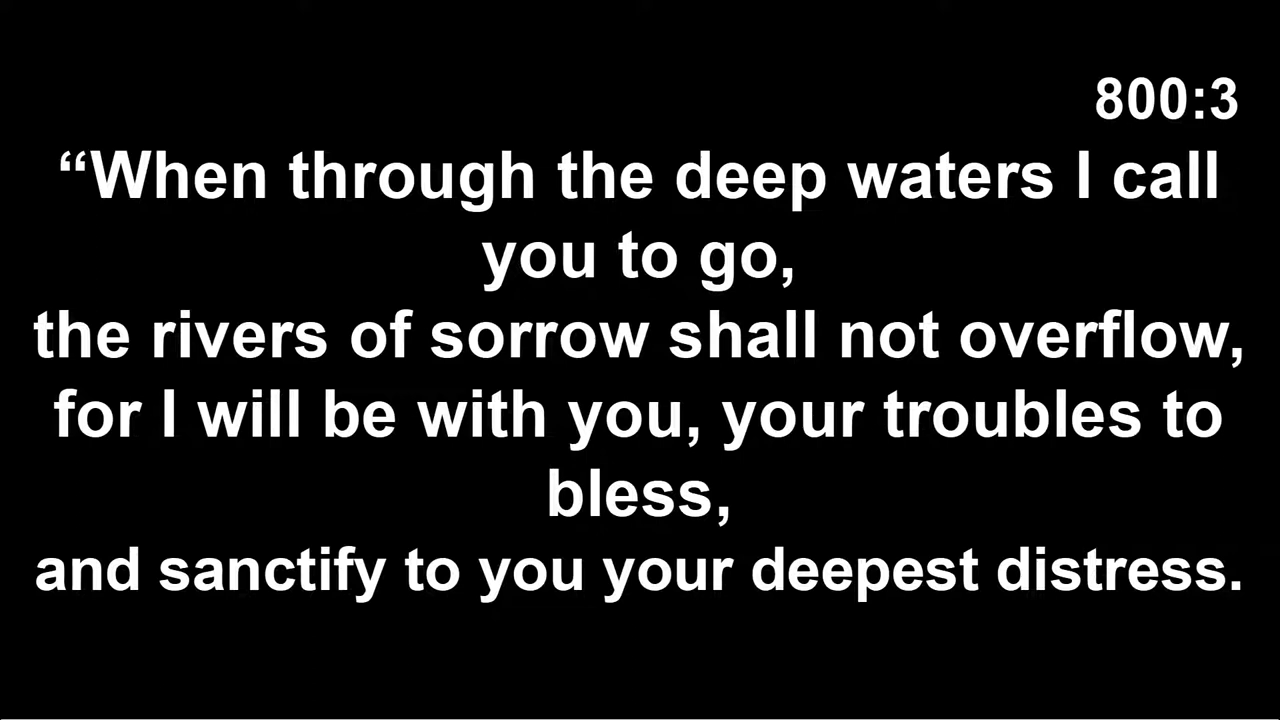 800:3
“When through the deep waters I call
you to go,
the rivers of sorrow shall not overflow,
for I will be with you, your troubles to
bless,
and sanctify to you your deepest distress.